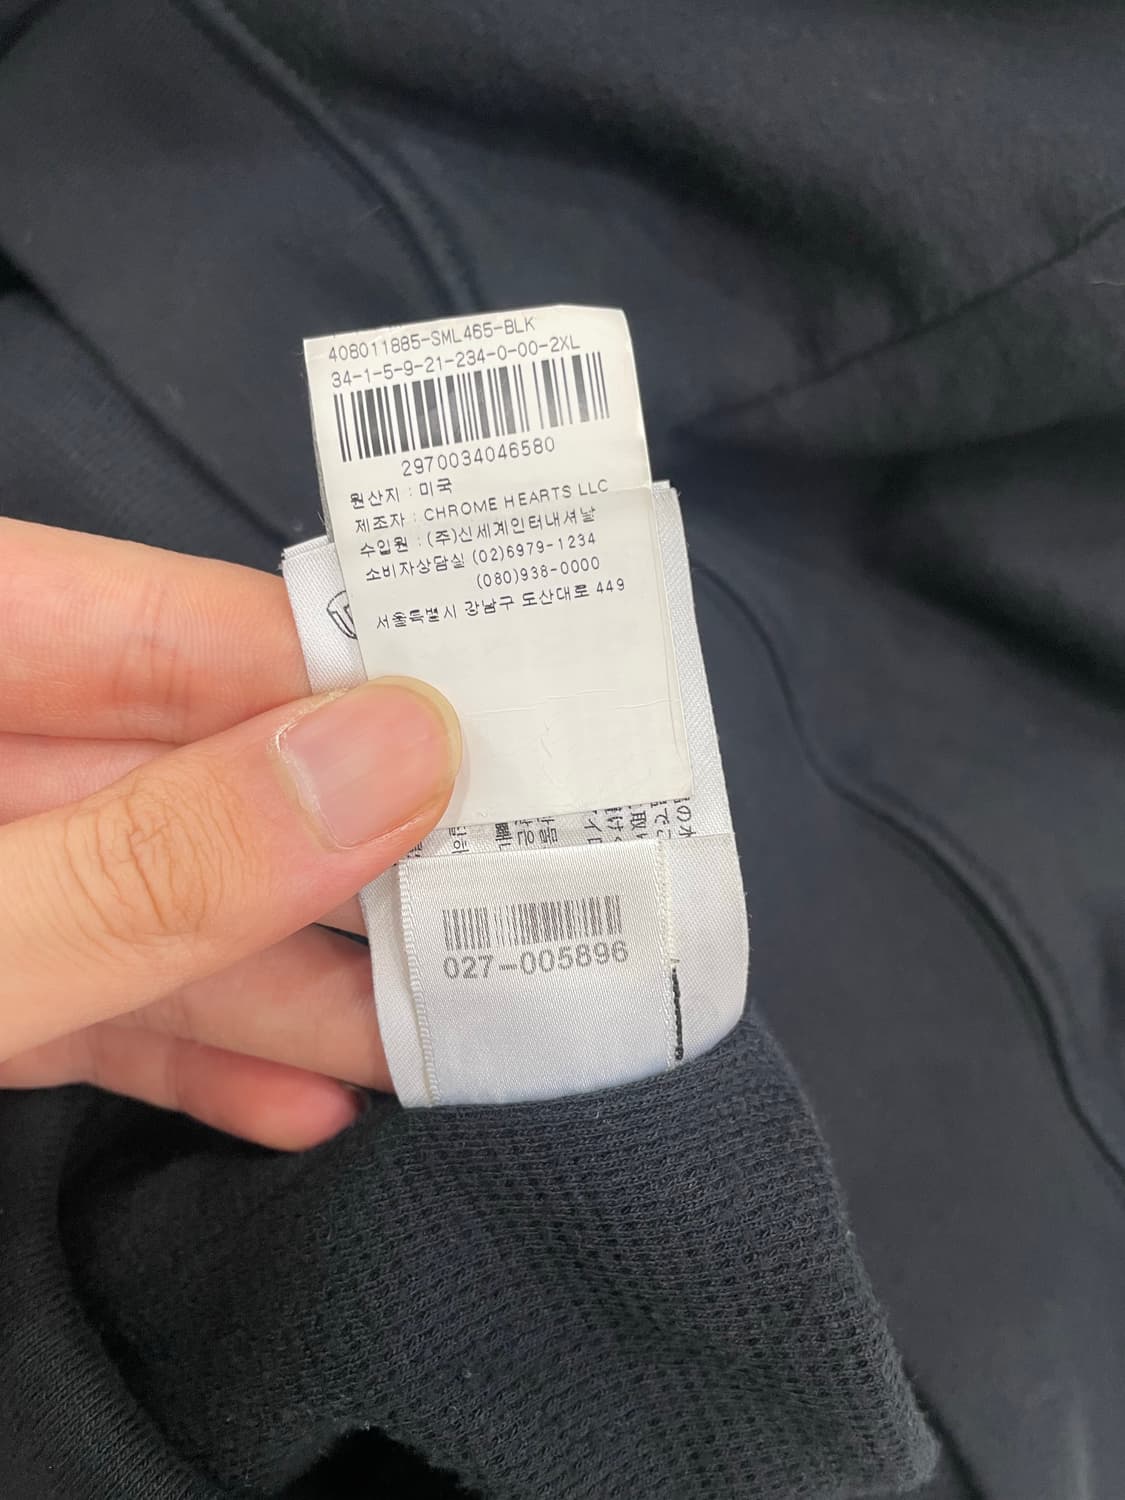 408011885-SML465-BLK
34-1-5-9-21-234-0-00-2XL
2970034046580
원산지 : 미국
제조자 : CHROME HEARTS LLC
수입원 : (주)신세계인터내셔날
소비자상담실 (02)6979-1234
(080)938-0000
서울특별시 강남구 도산대로 449
027-005896